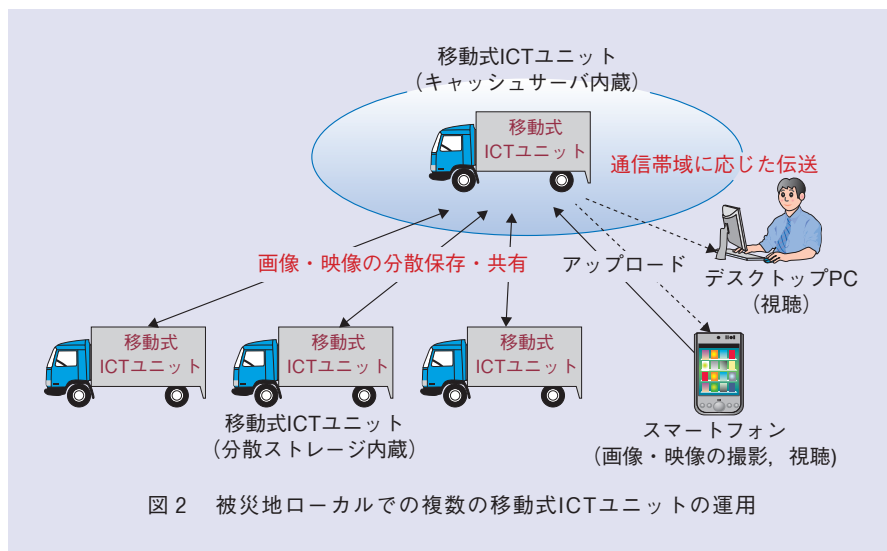 移動式ICTユニット
（キャッシュサーバ内蔵）
移動式
ICTユニット
通信帯域に応じた伝送
画像・映像の分散保存・共有
アップロード
デスクトップPC
（視聴）
移動式
ICTユニット
移動式
ICTユニット
移動式
ICTユニット
移動式ICTユニット
（分散ストレージ内蔵）
スマートフォン
（画像・映像の撮影，視聴)
図2　被災地ローカルでの複数の移動式ICTユニットの運用